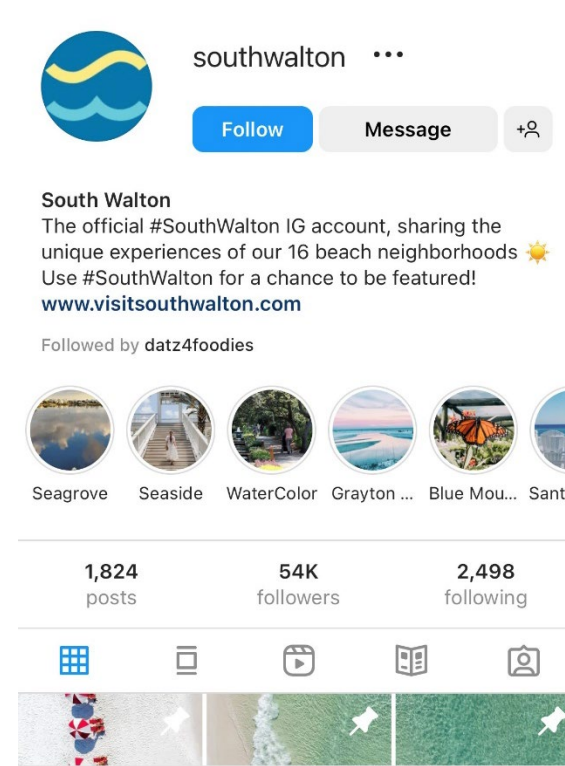 southwalton
Follow
Message
South Walton
The official #SouthWalton IG account, sharing the
unique experiences of our 16 beach neighborhoods ☀️
Use #SouthWalton for a chance to be featured!
www.visitsouthwalton.com
Followed by datz4foodies
Seagrove Seaside WaterColor Grayton ... Blue Mou... Sant
1,824 54K 2,498
posts followers following